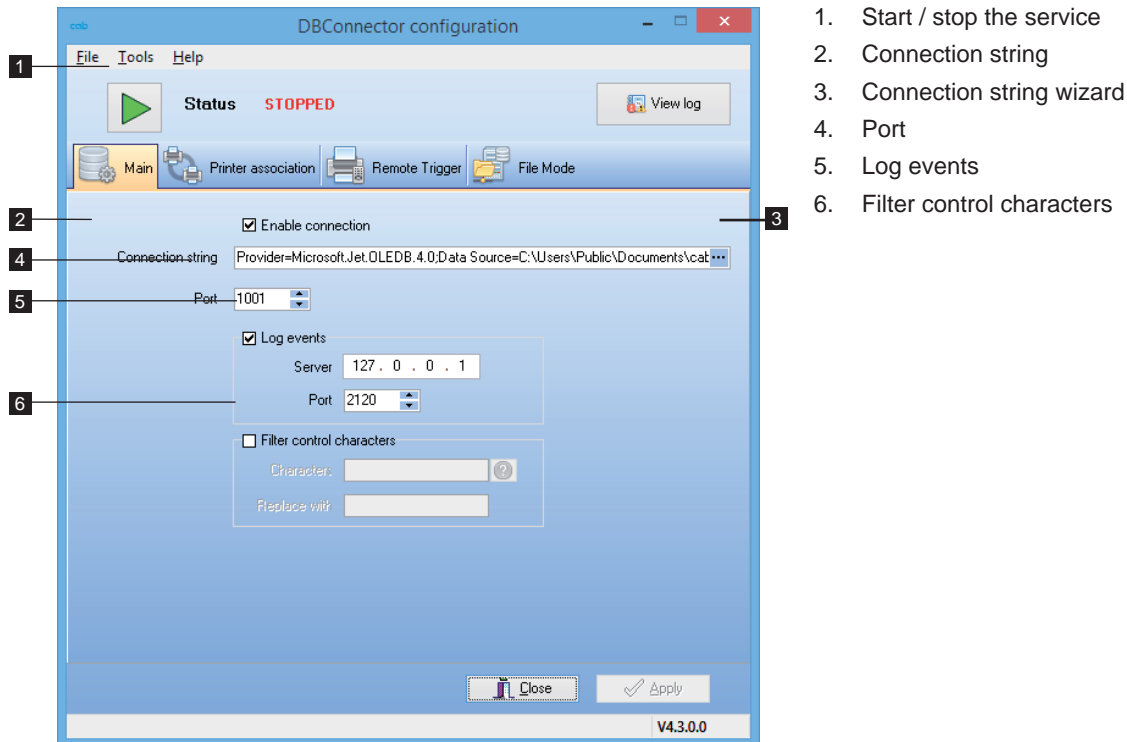 cab DBConnector configuration
File Tools Help
1
Status STOPPED View log
Main Printer association Remote Trigger File Mode
2 Enable connection 3
4 Connection string Provider=Microsoft.Jet.OLEDB.4.0;Data Source=C:\Users\Public\Documents\cab ...
5 Port 1001
Log events
Server 127 . 0 . 0 . 1
6 Port 2120
Filter control characters
Characters ?
Replace with
Close Apply
V4.3.0.0
1. Start / stop the service
2. Connection string
3. Connection string wizard
4. Port
5. Log events
6. Filter control characters